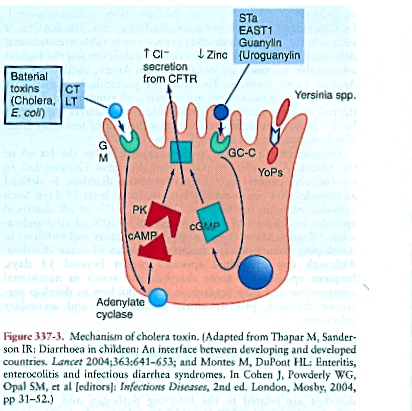 STa
EAST1
Guanylin
{Uroguanylin
↑ Cl-
secretion
from CFTR
↓ Zinc
Baterial
toxins
(Cholera,
E. coli)
CT
LT
Yersinia spp.
G
M
GC-C
YoPs
PK
cAMP
cGMP
Adenylate
cyclase
Figure 337-3. Mechanism of cholera toxin. (Adapted from Thapar M, Sander-
son IR: Diarrhoea in children: An interface between developing and developed
countries. Lancet 2004;363:641–653; and Montes M, DuPont HL: Enteritis,
enterocolitis and infectious diarrhea syndromes. In Cohen J, Powderly WG,
Opal SM, et al [editors]: Infectious Diseases, 2nd ed. London, Mosby, 2004,
pp 31–52.)